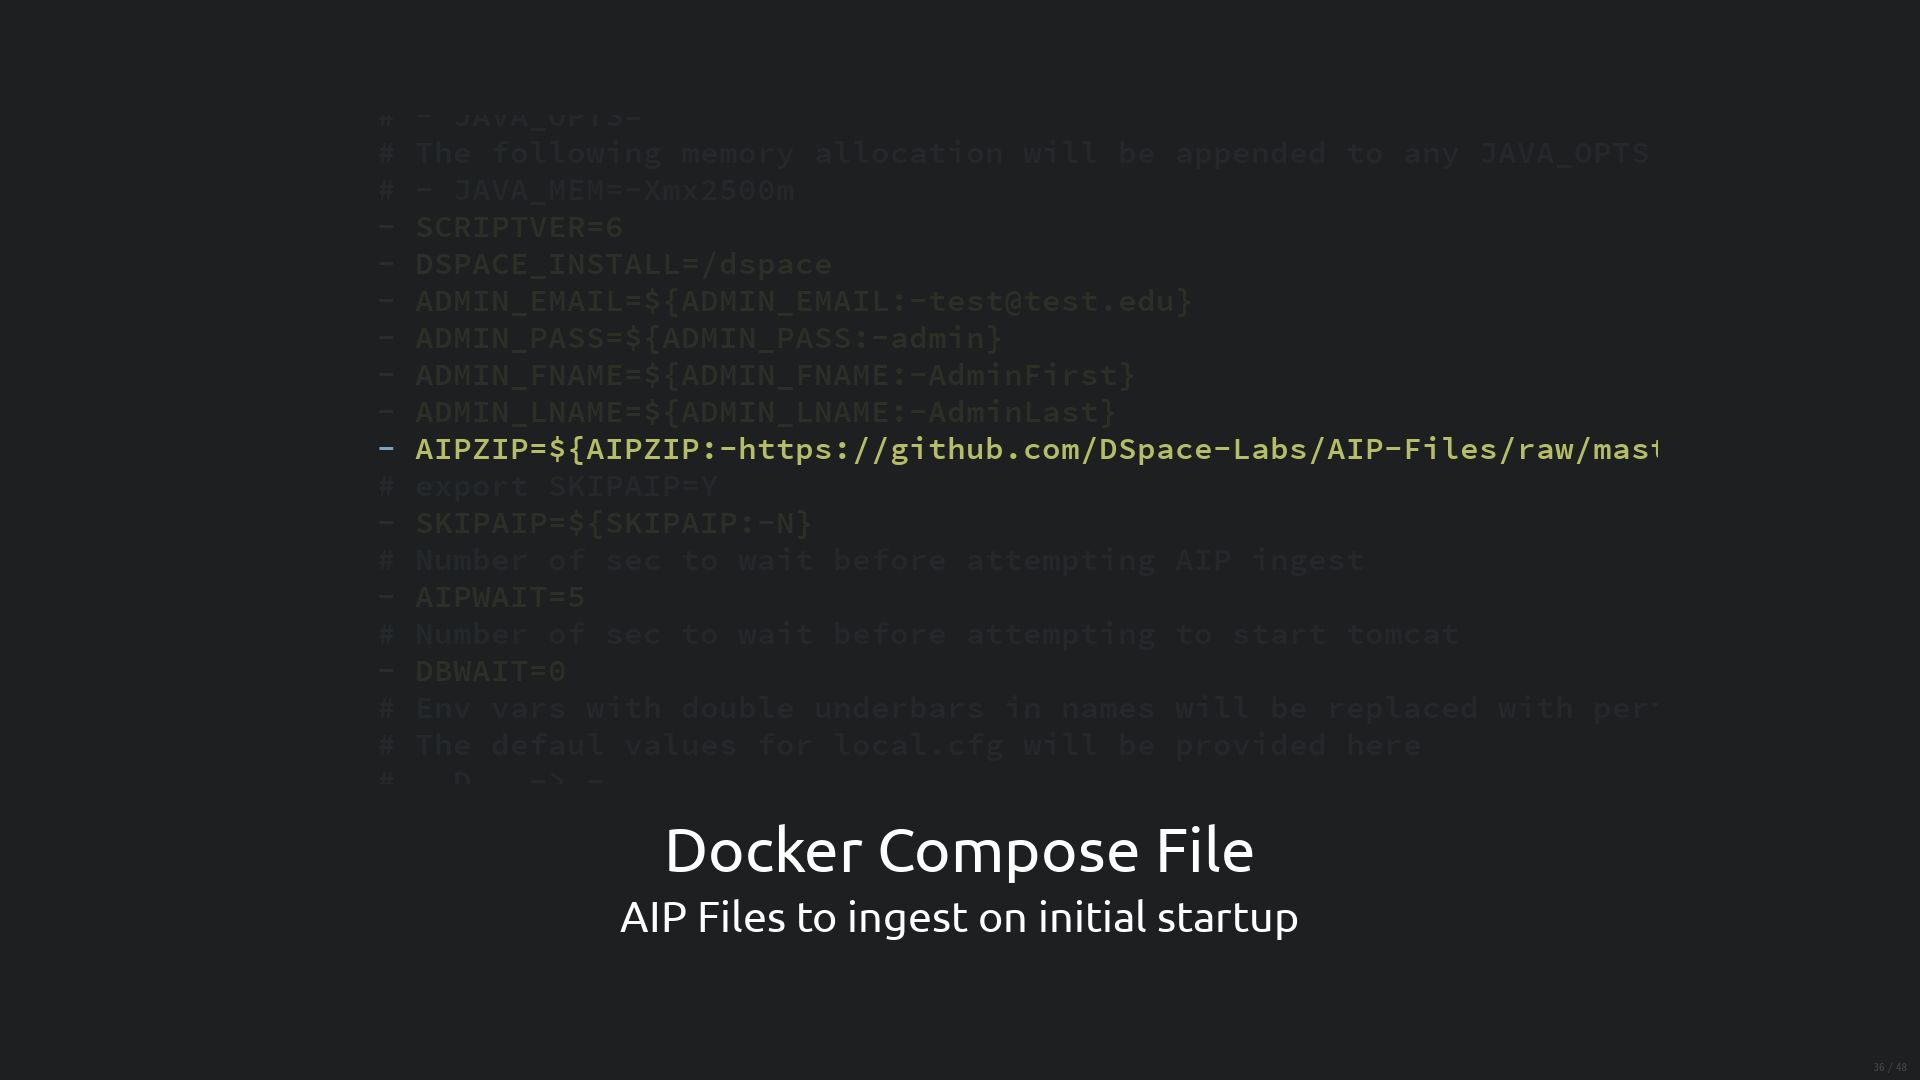 # - JAVA_OPTS=
# The following memory allocation will be appended to any JAVA_OPTS
# - JAVA_MEM=-Xmx2500m
- SCRIPTVER=6
- DSPACE_INSTALL=/dspace
- ADMIN_EMAIL=${ADMIN_EMAIL:-test@test.edu}
- ADMIN_PASS=${ADMIN_PASS:-admin}
- ADMIN_FNAME=${ADMIN_FNAME:-AdminFirst}
- ADMIN_LNAME=${ADMIN_LNAME:-AdminLast}
- AIPZIP=${AIPZIP:-https://github.com/DSpace-Labs/AIP-Files/raw/mast
# export SKIPAIP=Y
- SKIPAIP=${SKIPAIP:-N}
# Number of sec to wait before attempting AIP ingest
- AIPWAIT=5
# Number of sec to wait before attempting to start tomcat
- DBWAIT=0
# Env vars with double underbars in names will be replaced with per
# The defaul values for local.cfg will be provided here
Docker Compose File
AIP Files to ingest on initial startup
36 / 48